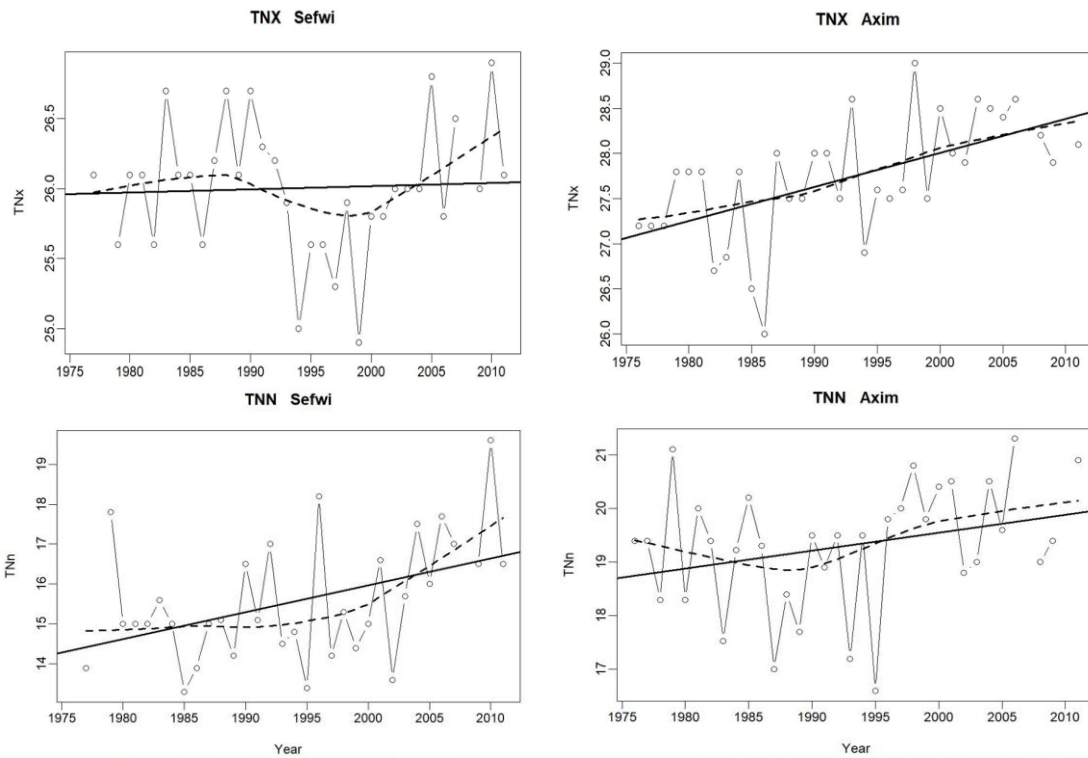 TNX Sefwi
TNx
25.0 25.5 26.0 26.5
1975 1980 1985 1990 1995 2000 2005 2010
TNX Axim
TNx
26.0 26.5 27.0 27.5 28.0 28.5 29.0
1975 1980 1985 1990 1995 2000 2005 2010
TNN Sefwi
TNn
14 15 16 17 18 19
1975 1980 1985 1990 1995 2000 2005 2010
Year
TNN Axim
TNn
17 18 19 20 21
1975 1980 1985 1990 1995 2000 2005 2010
Year